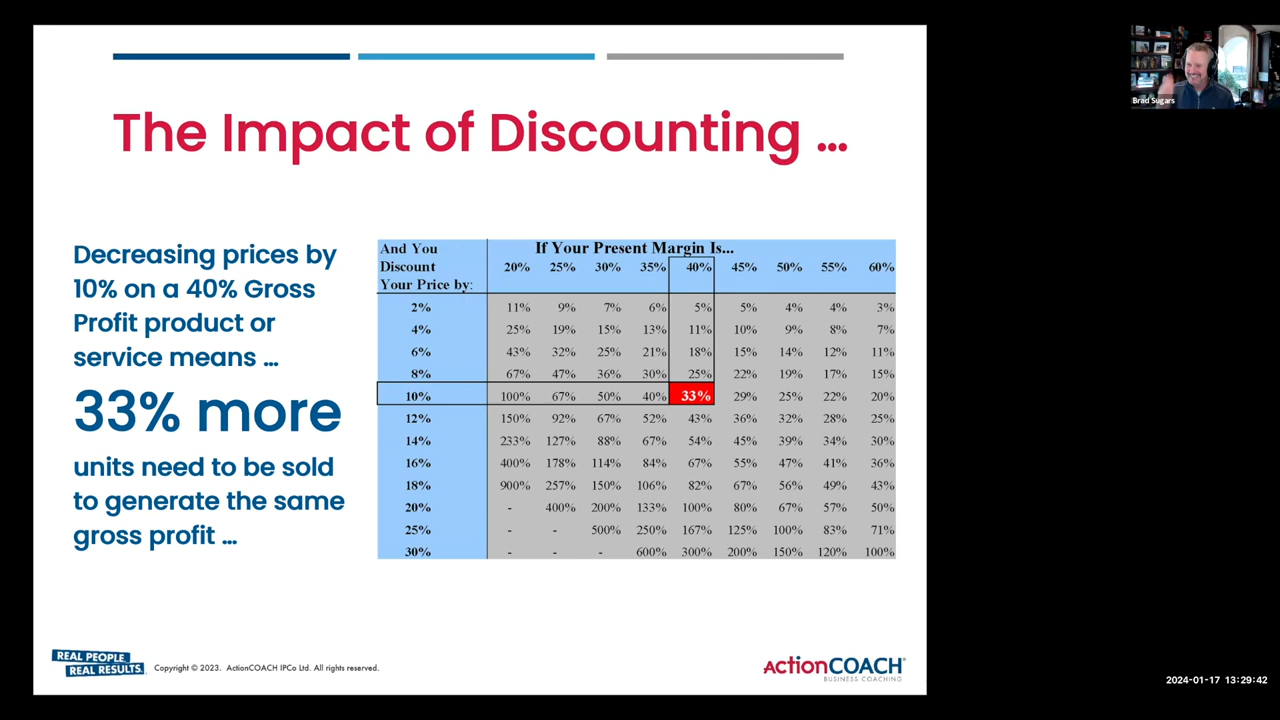 The Impact of Discounting ...
Decreasing prices by
10% on a 40% Gross
Profit product or
service means ...
33% more
units need to be sold
to generate the same
gross profit ...
And You If Your Present Margin Is...
Discount 20% 25% 30% 35% 40% 45% 50% 55% 60%
Your Price by:
2% 11% 9% 7% 6% 5% 5% 4% 4% 3%
4% 25% 19% 15% 13% 11% 10% 9% 8% 7%
6% 43% 32% 25% 21% 18% 15% 14% 12% 11%
8% 67% 47% 36% 30% 25% 22% 19% 17% 15%
10% 100% 67% 50% 40% 33% 29% 25% 22% 20%
12% 150% 92% 67% 52% 43% 36% 32% 28% 25%
14% 233% 127% 88% 67% 54% 45% 39% 34% 30%
16% 400% 178% 114% 84% 67% 55% 47% 41% 36%
18% 900% 257% 150% 106% 82% 67% 56% 49% 43%
20% - 400% 200% 133% 100% 80% 67% 57% 50%
25% - - 500% 250% 167% 125% 100% 83% 71%
30% - - - 600% 300% 200% 150% 120% 100%
REAL PEOPLE.
REAL RESULTS.
Copyright © 2023. ActionCOACH IPCo Ltd. All rights reserved.
actionCOACH®
BUSINESS COACHING
Brad Sugars
2024-01-17 13:29:42